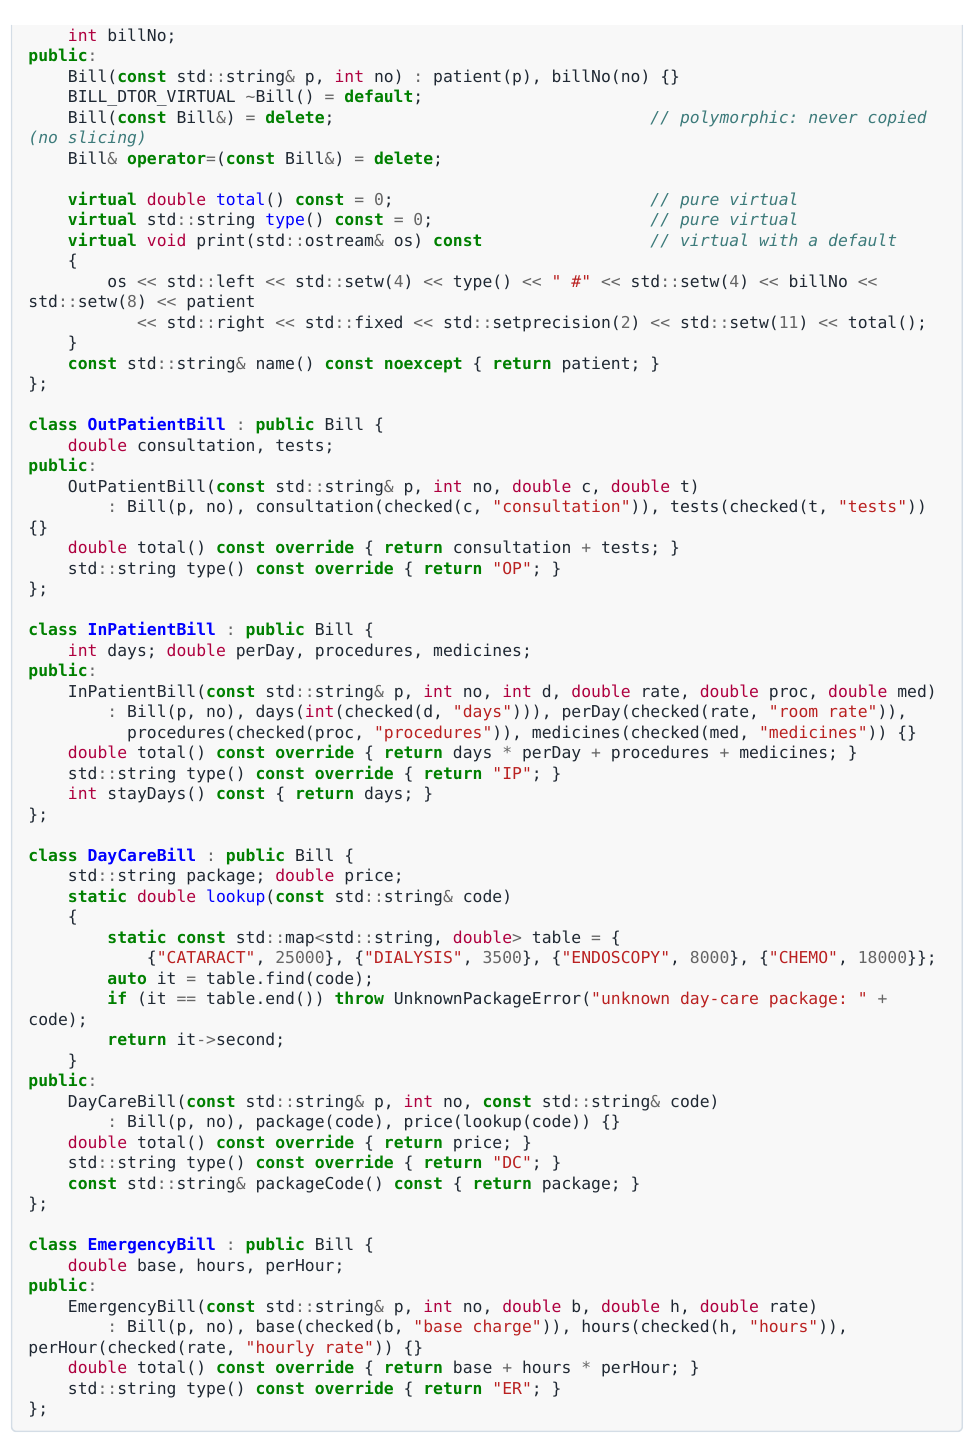 int billNo;
public:
    Bill(const std::string& p, int no) : patient(p), billNo(no) {}
    BILL_DTOR_VIRTUAL ~Bill() = default;
    Bill(const Bill&) = delete;                                // polymorphic: never copied
(no slicing)
    Bill& operator=(const Bill&) = delete;

    virtual double total() const = 0;                          // pure virtual
    virtual std::string type() const = 0;                      // pure virtual
    virtual void print(std::ostream& os) const                 // virtual with a default
    {
        os << std::left << std::setw(4) << type() << " #" << std::setw(4) << billNo <<
std::setw(8) << patient
           << std::right << std::fixed << std::setprecision(2) << std::setw(11) << total();
    }
    const std::string& name() const noexcept { return patient; }
};

class OutPatientBill : public Bill {
    double consultation, tests;
public:
    OutPatientBill(const std::string& p, int no, double c, double t)
        : Bill(p, no), consultation(checked(c, "consultation")), tests(checked(t, "tests"))
{}
    double total() const override { return consultation + tests; }
    std::string type() const override { return "OP"; }
};

class InPatientBill : public Bill {
    int days; double perDay, procedures, medicines;
public:
    InPatientBill(const std::string& p, int no, int d, double rate, double proc, double med)
        : Bill(p, no), days(int(checked(d, "days"))), perDay(checked(rate, "room rate")),
          procedures(checked(proc, "procedures")), medicines(checked(med, "medicines")) {}
    double total() const override { return days * perDay + procedures + medicines; }
    std::string type() const override { return "IP"; }
    int stayDays() const { return days; }
};

class DayCareBill : public Bill {
    std::string package; double price;
    static double lookup(const std::string& code)
    {
        static const std::map<std::string, double> table = {
            {"CATARACT", 25000}, {"DIALYSIS", 3500}, {"ENDOSCOPY", 8000}, {"CHEMO", 18000}};
        auto it = table.find(code);
        if (it == table.end()) throw UnknownPackageError("unknown day-care package: " +
code);
        return it->second;
    }
public:
    DayCareBill(const std::string& p, int no, const std::string& code)
        : Bill(p, no), package(code), price(lookup(code)) {}
    double total() const override { return price; }
    std::string type() const override { return "DC"; }
    const std::string& packageCode() const { return package; }
};

class EmergencyBill : public Bill {
    double base, hours, perHour;
public:
    EmergencyBill(const std::string& p, int no, double b, double h, double rate)
        : Bill(p, no), base(checked(b, "base charge")), hours(checked(h, "hours")),
perHour(checked(rate, "hourly rate")) {}
    double total() const override { return base + hours * perHour; }
    std::string type() const override { return "ER"; }
};